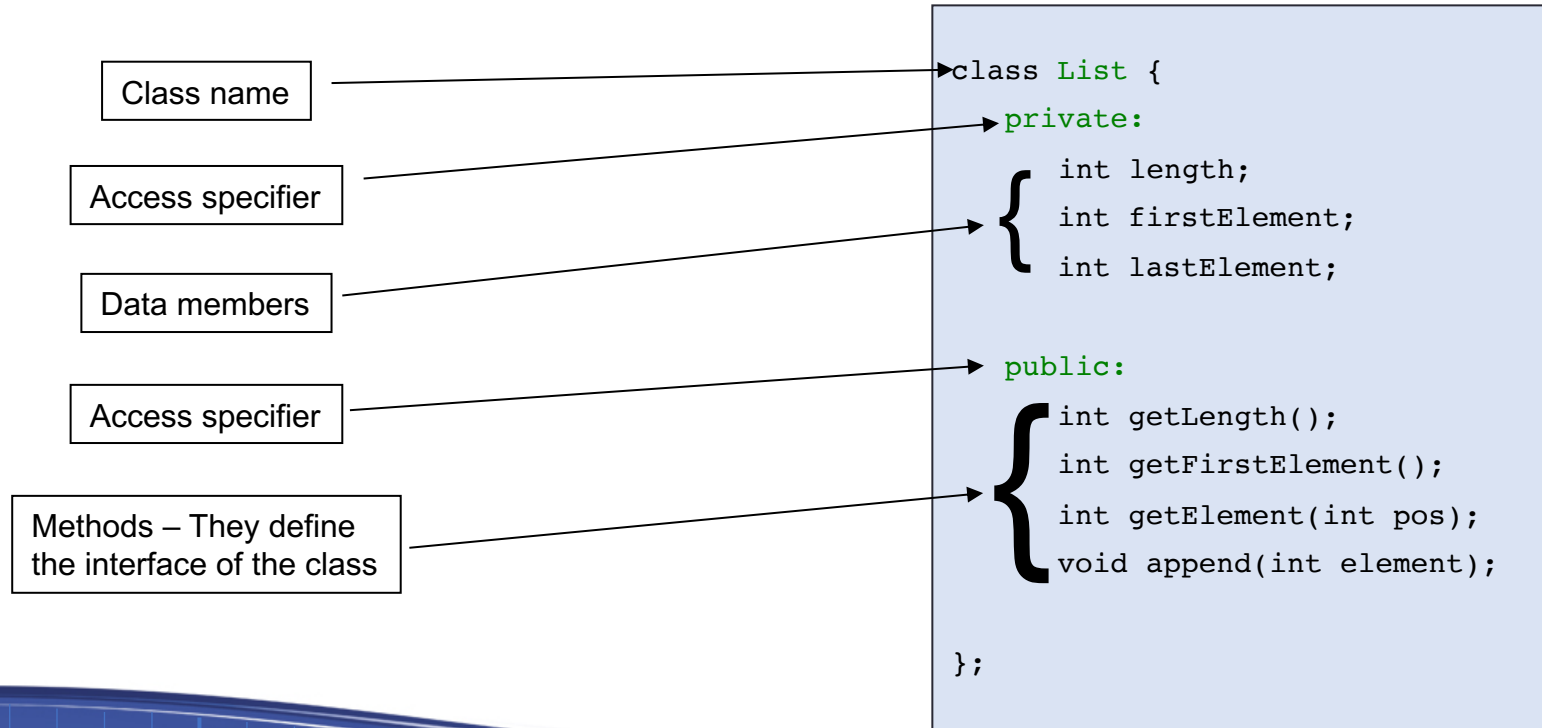 Class name
Access specifier
Data members
Access specifier
Methods – They define
the interface of the class
class List {
private:
int length;
int firstElement;
int lastElement;
public:
int getLength();
int getFirstElement();
int getElement(int pos);
void append(int element);
};